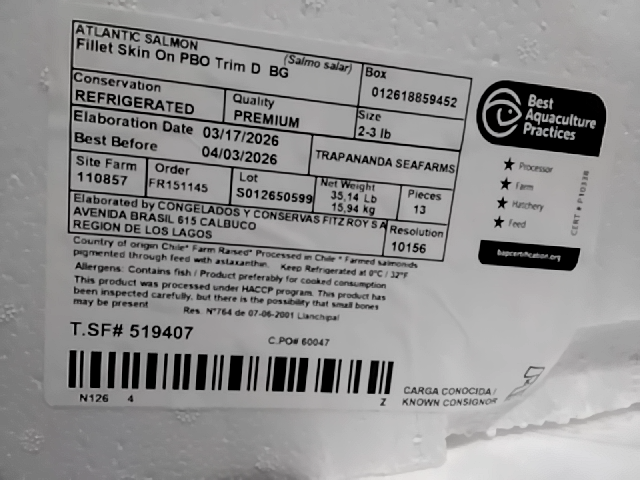 ATLANTIC SALMON
(Salmo salar)
Fillet Skin On PBO Trim D BG
Box
012618859452
Conservation
REFRIGERATED
Quality
PREMIUM
Size
2-3 lb
Elaboration Date 03/17/2026
Best Before 04/03/2026
TRAPANANDA SEAFARMS
Site Farm
110857
Order
FR151145
Lot
S012650599
Net Weight
35,14 Lb
15,94 kg
Pieces
13
Elaborated by CONGELADOS Y CONSERVAS FITZ ROY S A
AVENIDA BRASIL 615 CALBUCO
REGION DE LOS LAGOS
Resolution
10156
Country of origin Chile* Farm Raised* Processed in Chile * Farmed salmonids
pigmented through feed with astaxanthin. Keep Refrigerated at 0°C / 32°F
Allergens: Contains fish / Product preferably for cooked consumption
This product was processed under HACCP program. This product has
been inspected carefully, but there is the possibility that small bones
may be present
Res. N°764 de 07-06-2001 Llanchipal
T.SF# 519407
C.PO# 60047
N126 4
Z
CARGA CONOCIDA /
KNOWN CONSIGNOR
Best
Aquaculture
Practices
Processor
Farm
Hatchery
Feed
CERT # P10338
bapcertification.org